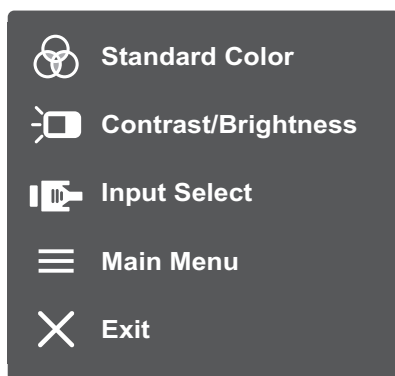 Standard Color
Contrast/Brightness
Input Select
Main Menu
Exit